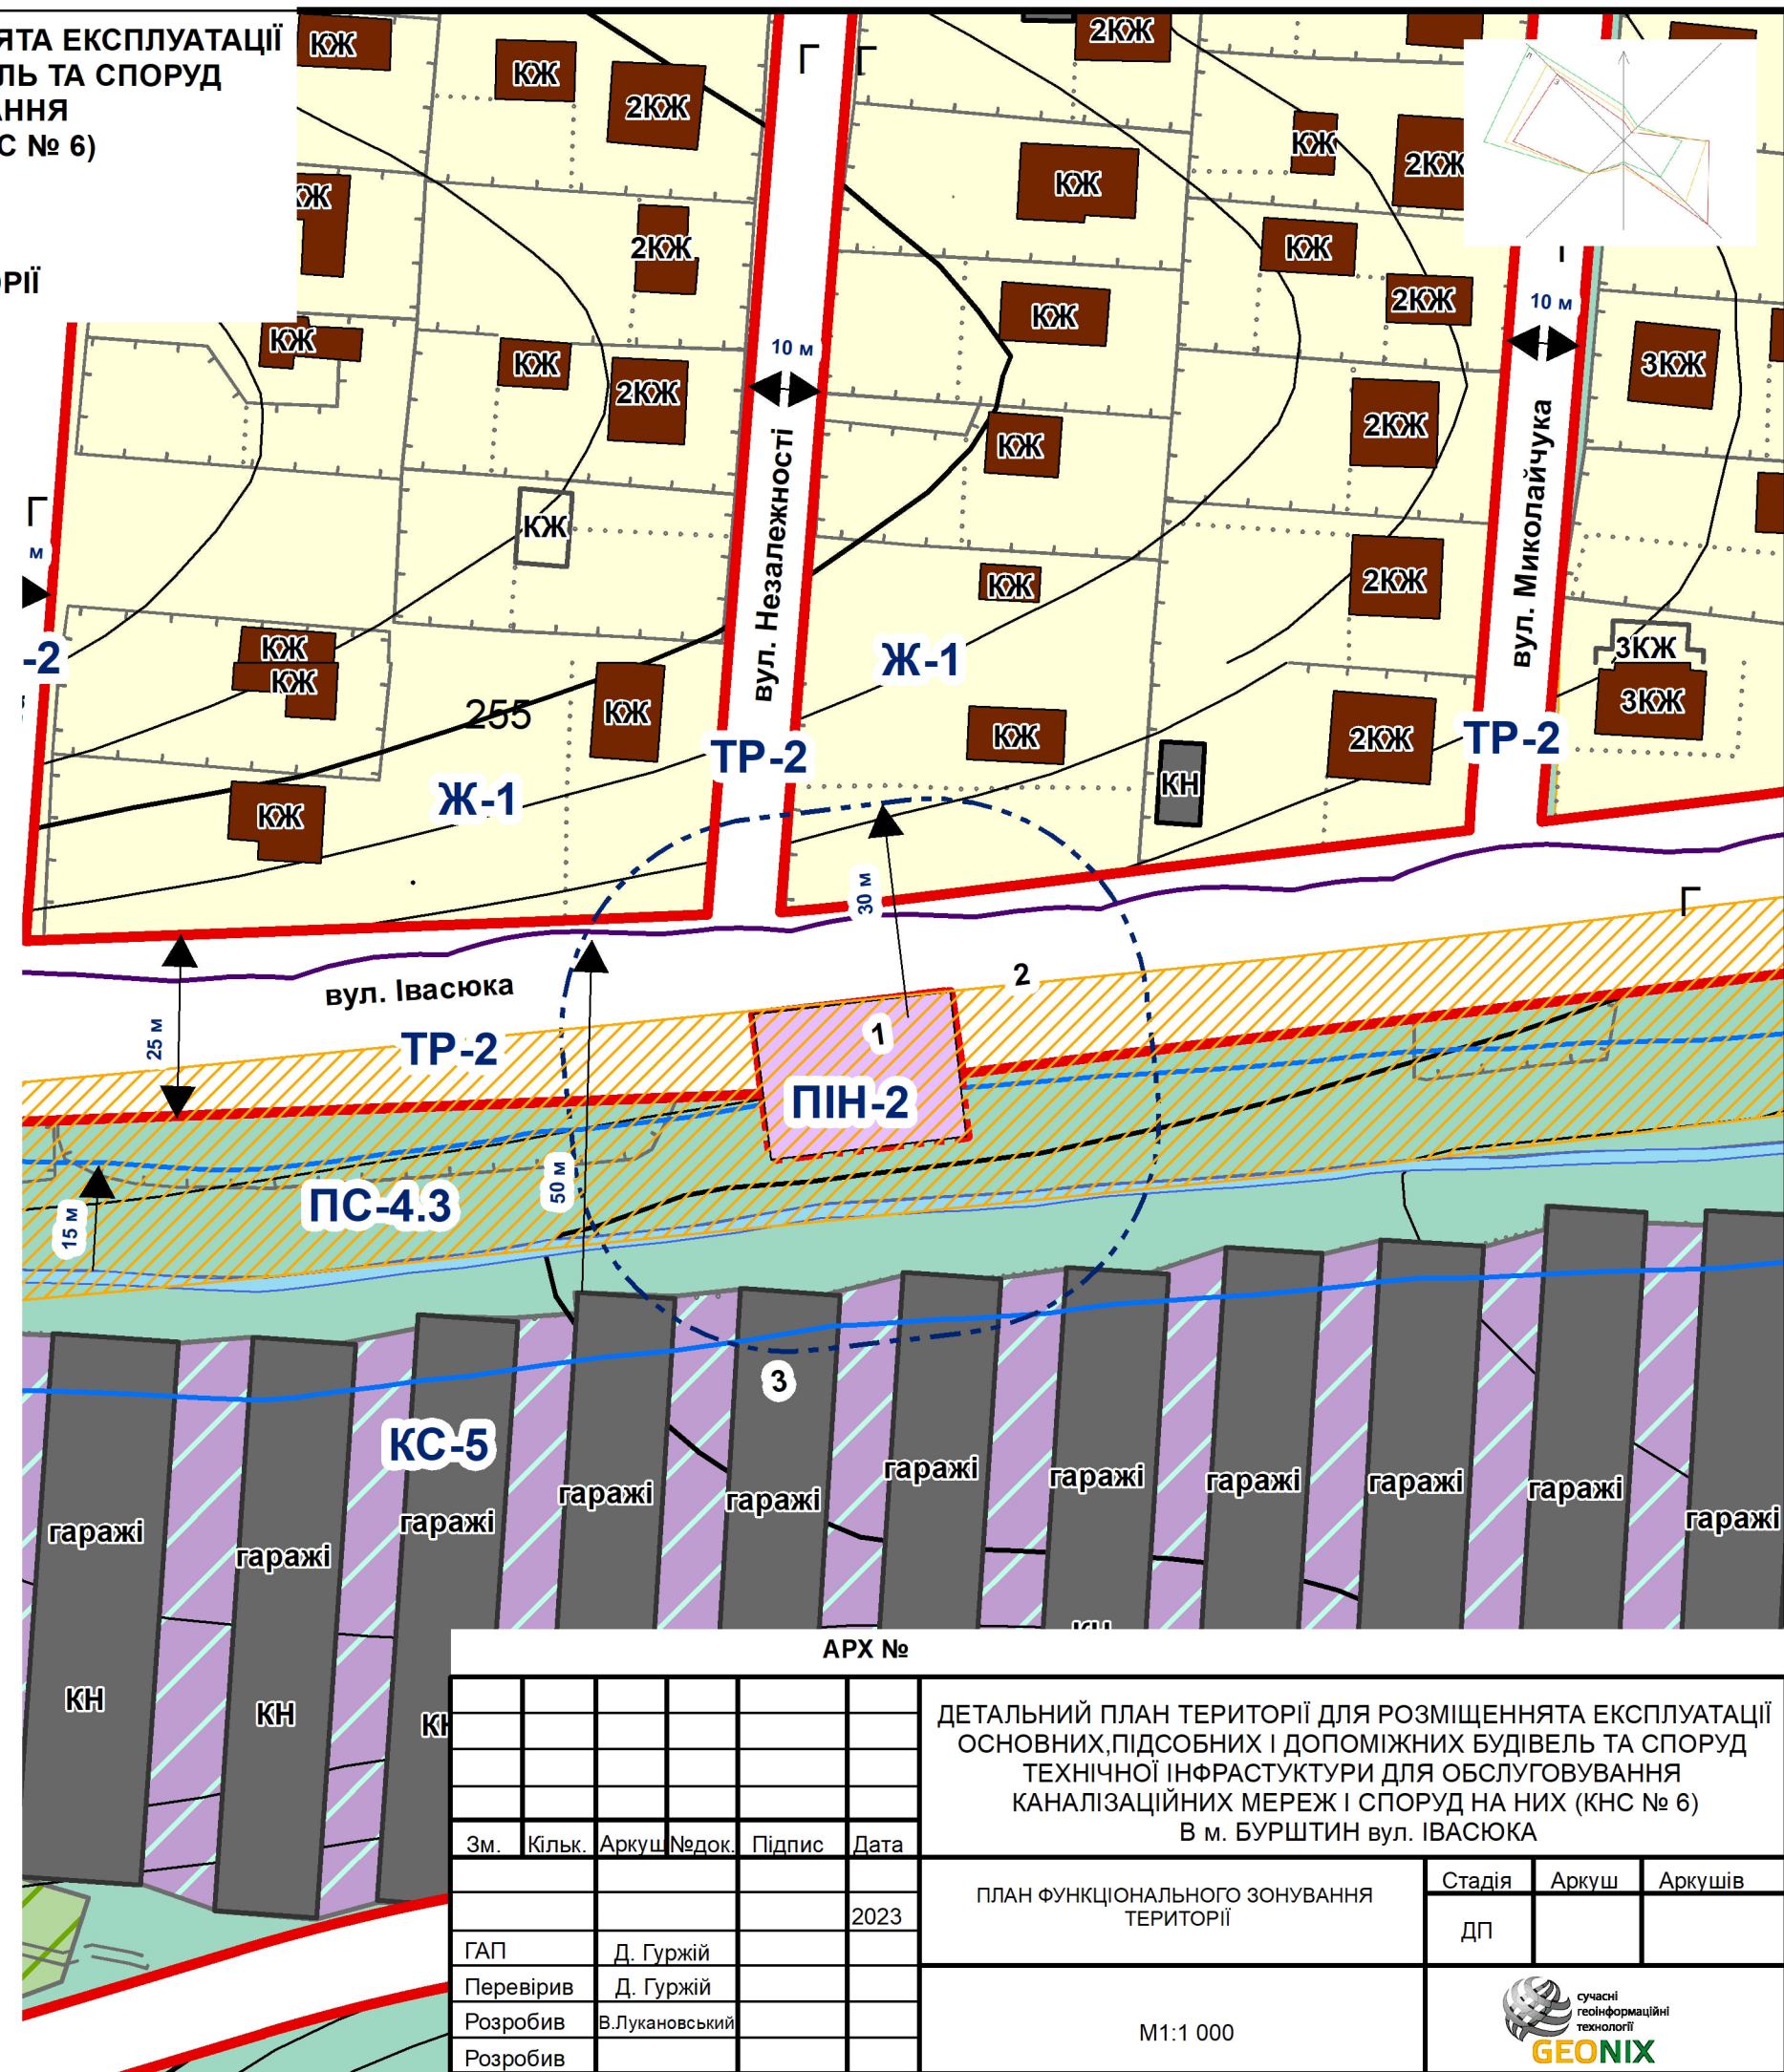 ЯТА ЕКСПЛУАТАЦІЇ
ЛЬ ТА СПОРУД
АННЯ
С № 6)
ОРІЇ
КЖ
КЖ
2КЖ
Г
Г
2КЖ
КЖ
2КЖ
КЖ
КЖ
2КЖ
КЖ
КЖ
2КЖ
10 м
КЖ
КЖ
2КЖ
10 м
КЖ
3КЖ
2КЖ
КЖ
2КЖ
Г
м
КЖ
вул. Незалежності
вул. Миколайчука
КЖ
2КЖ
-2
КЖ
КЖ
Ж-1
3КЖ
3КЖ
255
КЖ
КЖ
2КЖ
ТР-2
ТР-2
Ж-1
КЖ
КН
30 м
Г
вул. Івасюка
2
25 м
ТР-2
1
ПІН-2
50 м
15 м
ПС-4.3
3
КС-5
гаражі
гаражі
гаражі
гаражі
гаражі
гаражі
гаражі
гаражі
гаражі
гаражі
гаражі
КН
КН
КН
КН
АРХ №
ДЕТАЛЬНИЙ ПЛАН ТЕРИТОРІЇ ДЛЯ РОЗМІЩЕННЯТА ЕКСПЛУАТАЦІЇ
ОСНОВНИХ,ПІДСОБНИХ І ДОПОМІЖНИХ БУДІВЕЛЬ ТА СПОРУД
ТЕХНІЧНОЇ ІНФРАСТУКТУРИ ДЛЯ ОБСЛУГОВУВАННЯ
КАНАЛІЗАЦІЙНИХ МЕРЕЖ І СПОРУД НА НИХ (КНС № 6)
В м. БУРШТИН вул. ІВАСЮКА
Зм. Кільк. Аркуш №док. Підпис Дата
ПЛАН ФУНКЦІОНАЛЬНОГО ЗОНУВАННЯ
ТЕРИТОРІЇ
Стадія Аркуш Аркушів
ДП
2023
ГАП Д. Гуржій
Перевірив Д. Гуржій
Розробив В.Лукановський
Розробив
М1:1 000
сучасні
геоінформаційні
технології
GEONIX